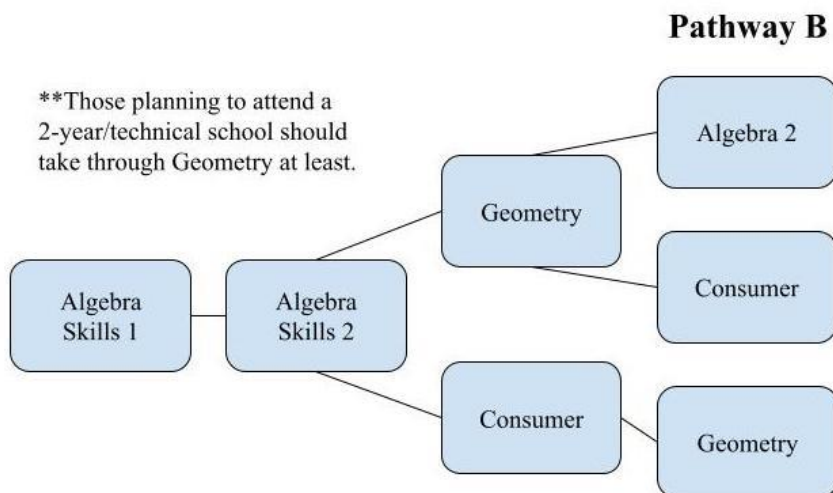 Pathway B
**Those planning to attend a
2-year/technical school should
take through Geometry at least.
Algebra
Skills 1
Algebra
Skills 2
Geometry
Consumer
Algebra 2
Consumer
Geometry